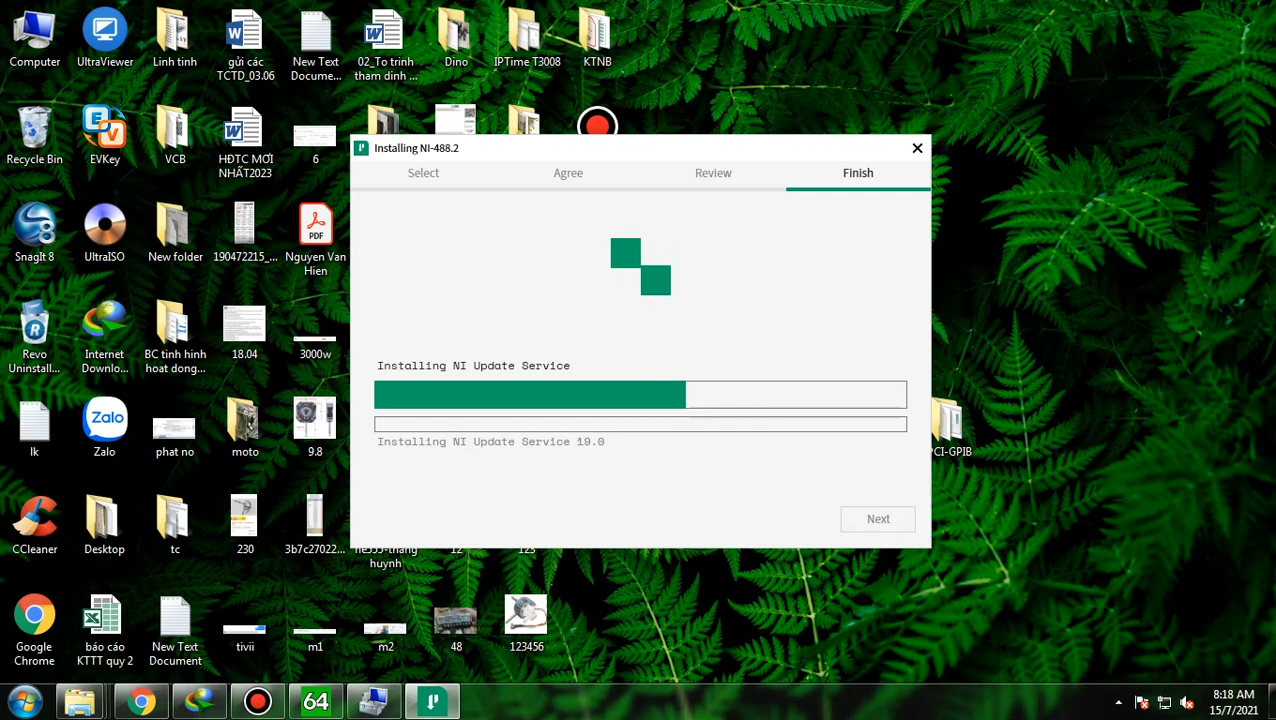 Computer
UltraViewer
Linh tinh
gửi các
TCTD_03.06
New Text
Docume...
02_To trinh
tham dinh ...
Dino
IPTime T3008
KTNB
Recycle Bin
EVKey
VCB
HĐTC MOI
NHẤT2023
6
Installing NI-488.2
Select
Agree
Review
Finish
SnagIt 8
UltraISO
New folder
190472215_...
PDF
Nguyen Van
Hien
Revo
Uninstall...
Internet
Downlo...
BC tinh hinh
hoat dong...
18.04
3000w
Installing NI Update Service
Installing NI Update Service 19.0
lk
Zalo
Zalo
phat no
moto
9.8
PCI-GPIB
Next
CCleaner
Desktop
tc
230
3b7c27022...
ne555-thang
huynh
12
123
Google
Chrome
báo cáo
KTTT quy 2
New Text
Document
tivii
m1
m2
48
123456
64
8:18 AM
15/7/2021